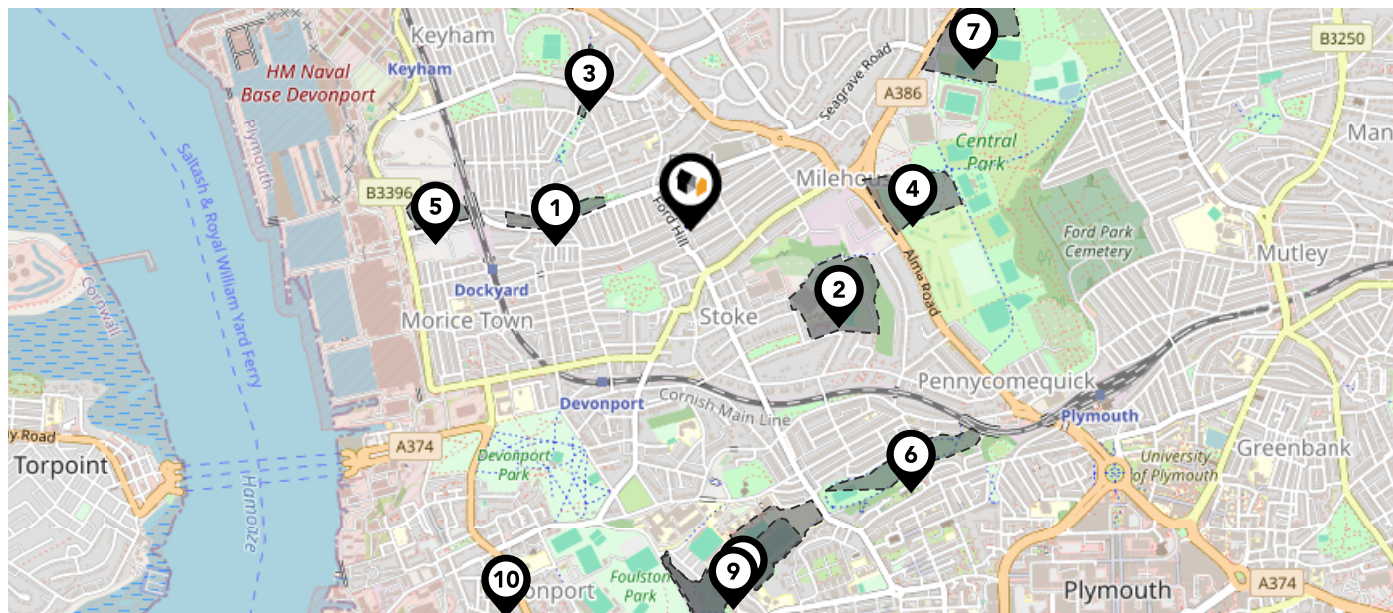 Keyham
7
B3250
HM Naval
Base Devonport
Keyham
3
Seagrave Road
A386
Plymouth
Central
Park
Man
Saltash & Royal William Yard Ferry
Milehou
B3396
4
5
1
Ford Hill
Ford Park
Cemetery
Mutley
Cornwall
Dockyard
2
Alma Road
Morice Town
Stoke
Pennycomequick
Devonport
Cornish Main Line
Plymouth
y Road
A374
Torpoint
Devonport
Park
6
University
of Plymouth
Greenbank
Hamoaze
9
10
onport
Foulston
Park
Plymouth
A374